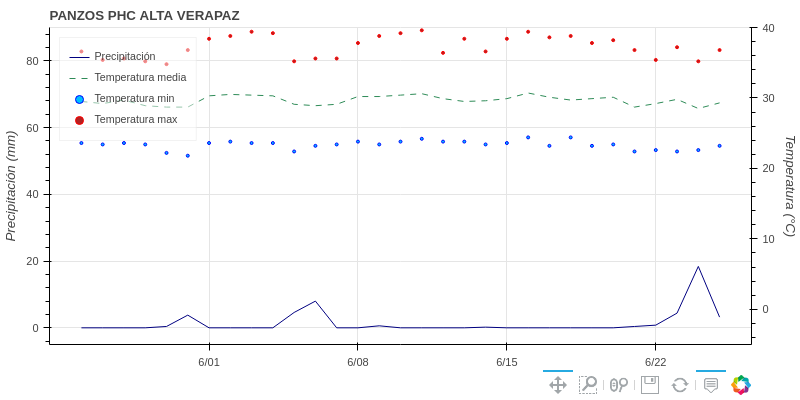 PANZOS PHC ALTA VERAPAZ
Precipitación
Temperatura media
Temperatura min
Temperatura max
Precipitación (mm)
80
60
40
20
0
Temperatura (°C)
40
30
20
10
0
6/01
6/08
6/15
6/22